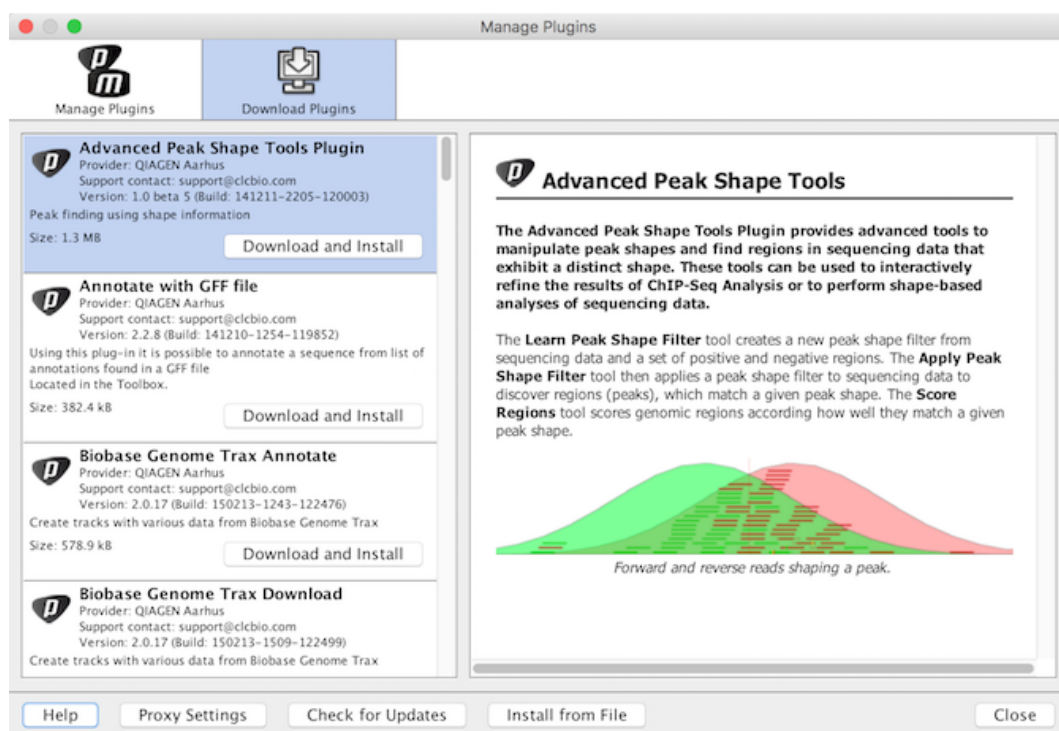 Manage Plugins
Manage Plugins
Download Plugins
Advanced Peak Shape Tools Plugin
Provider: QIAGEN Aarhus
Support contact: support@clcbio.com
Version: 1.0 beta 5 (Build: 141211-2205-120003)
Peak finding using shape information
Size: 1.3 MB
Download and Install
Annotate with GFF file
Provider: QIAGEN Aarhus
Support contact: support@clcbio.com
Version: 2.2.8 (Build: 141210-1254-119852)
Using this plug-in it is possible to annotate a sequence from list of
annotations found in a GFF file
Located in the Toolbox.
Size: 382.4 kB
Download and Install
Biobase Genome Trax Annotate
Provider: QIAGEN Aarhus
Support contact: support@clcbio.com
Version: 2.0.17 (Build: 150213-1243-122476)
Create tracks with various data from Biobase Genome Trax
Size: 578.9 kB
Download and Install
Biobase Genome Trax Download
Provider: QIAGEN Aarhus
Support contact: support@clcbio.com
Version: 2.0.17 (Build: 150213-1509-122499)
Create tracks with various data from Biobase Genome Trax
Advanced Peak Shape Tools
The Advanced Peak Shape Tools Plugin provides advanced tools to
manipulate peak shapes and find regions in sequencing data that
exhibit a distinct shape. These tools can be used to interactively
refine the results of ChIP-Seq Analysis or to perform shape-based
analyses of sequencing data.
The Learn Peak Shape Filter tool creates a new peak shape filter from
sequencing data and a set of positive and negative regions. The Apply Peak
Shape Filter tool then applies a peak shape filter to sequencing data to
discover regions (peaks), which match a given peak shape. The Score
Regions tool scores genomic regions according how well they match a given
peak shape.
Forward and reverse reads shaping a peak.
Help
Proxy Settings
Check for Updates
Install from File
Close